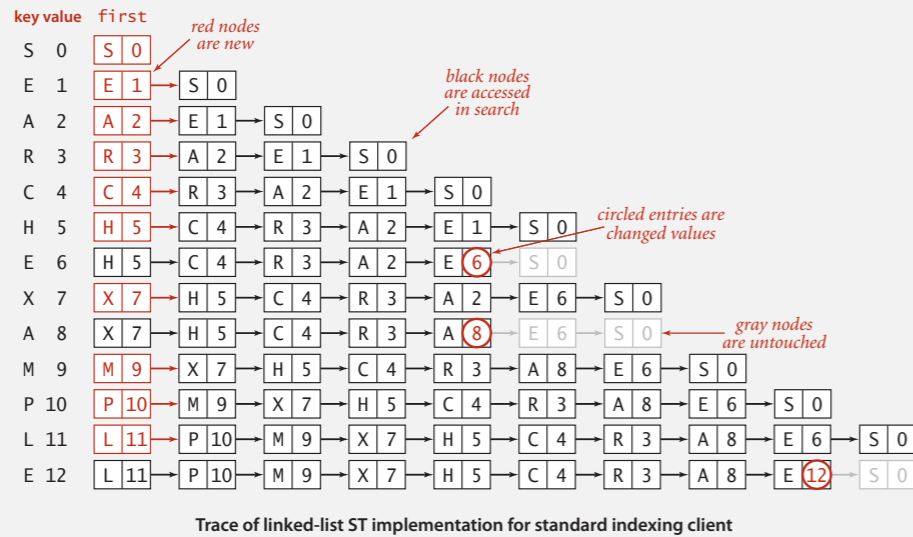 key value first
red nodes
are new
S 0 S 0
E 1 E 1 S 0
black nodes
are accessed
in search
A 2 A 2 E 1 S 0
R 3 R 3 A 2 E 1 S 0
C 4 C 4 R 3 A 2 E 1 S 0
circled entries are
changed values
H 5 H 5 C 4 R 3 A 2 E 1 S 0
E 6 H 5 C 4 R 3 A 2 E 6 S 0
X 7 X 7 H 5 C 4 R 3 A 2 E 6 S 0
A 8 X 7 H 5 C 4 R 3 A 8 E 6 S 0
gray nodes
are untouched
M 9 M 9 X 7 H 5 C 4 R 3 A 8 E 6 S 0
P 10 P 10 M 9 X 7 H 5 C 4 R 3 A 8 E 6 S 0
L 11 L 11 P 10 M 9 X 7 H 5 C 4 R 3 A 8 E 6 S 0
E 12 L 11 P 10 M 9 X 7 H 5 C 4 R 3 A 8 E 12 S 0
Trace of linked-list ST implementation for standard indexing client